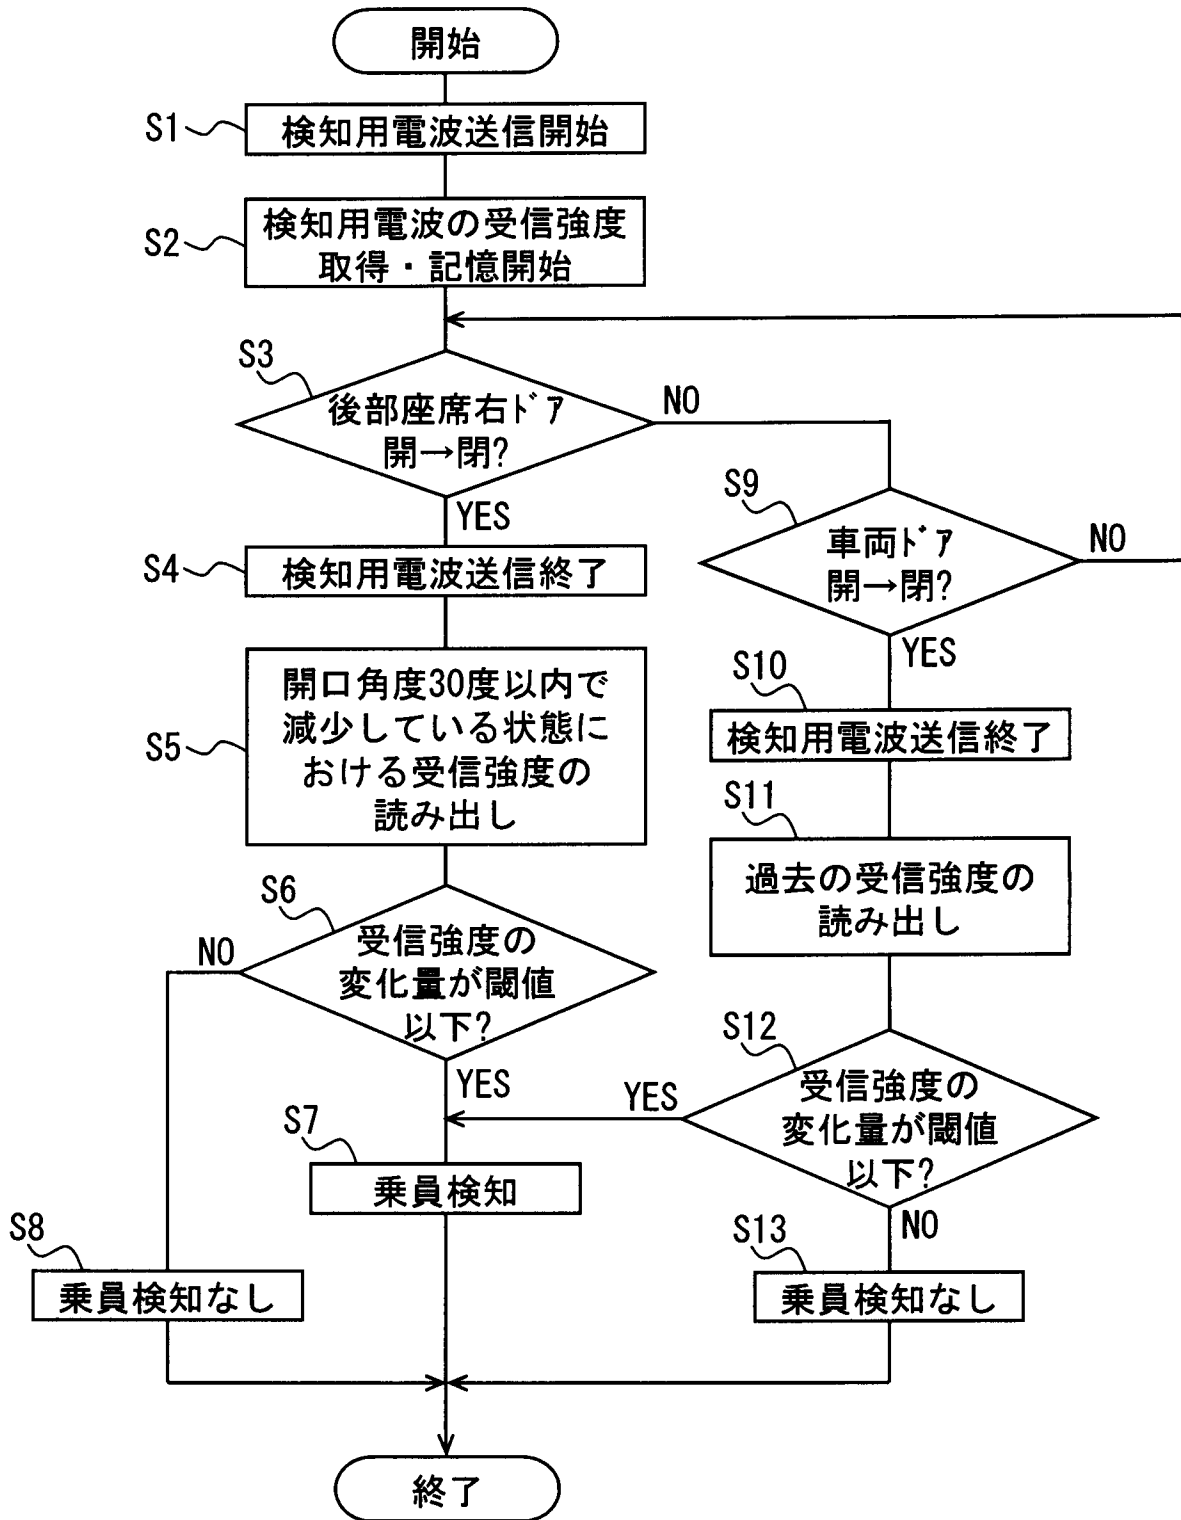 開始
S1
検知用電波送信開始
S2
検知用電波の受信強度
取得・記憶開始
S3
後部座席右ﾄﾞｱ
開→閉?
NO
YES
S4
検知用電波送信終了
S5
開口角度30度以内で
減少している状態に
おける受信強度の
読み出し
S6
受信強度の
変化量が閾値
以下?
NO
YES
S7
乗員検知
S8
乗員検知なし
S9
車両ﾄﾞｱ
開→閉?
NO
YES
S10
検知用電波送信終了
S11
過去の受信強度の
読み出し
S12
受信強度の
変化量が閾値
以下?
YES
NO
S13
乗員検知なし
終了